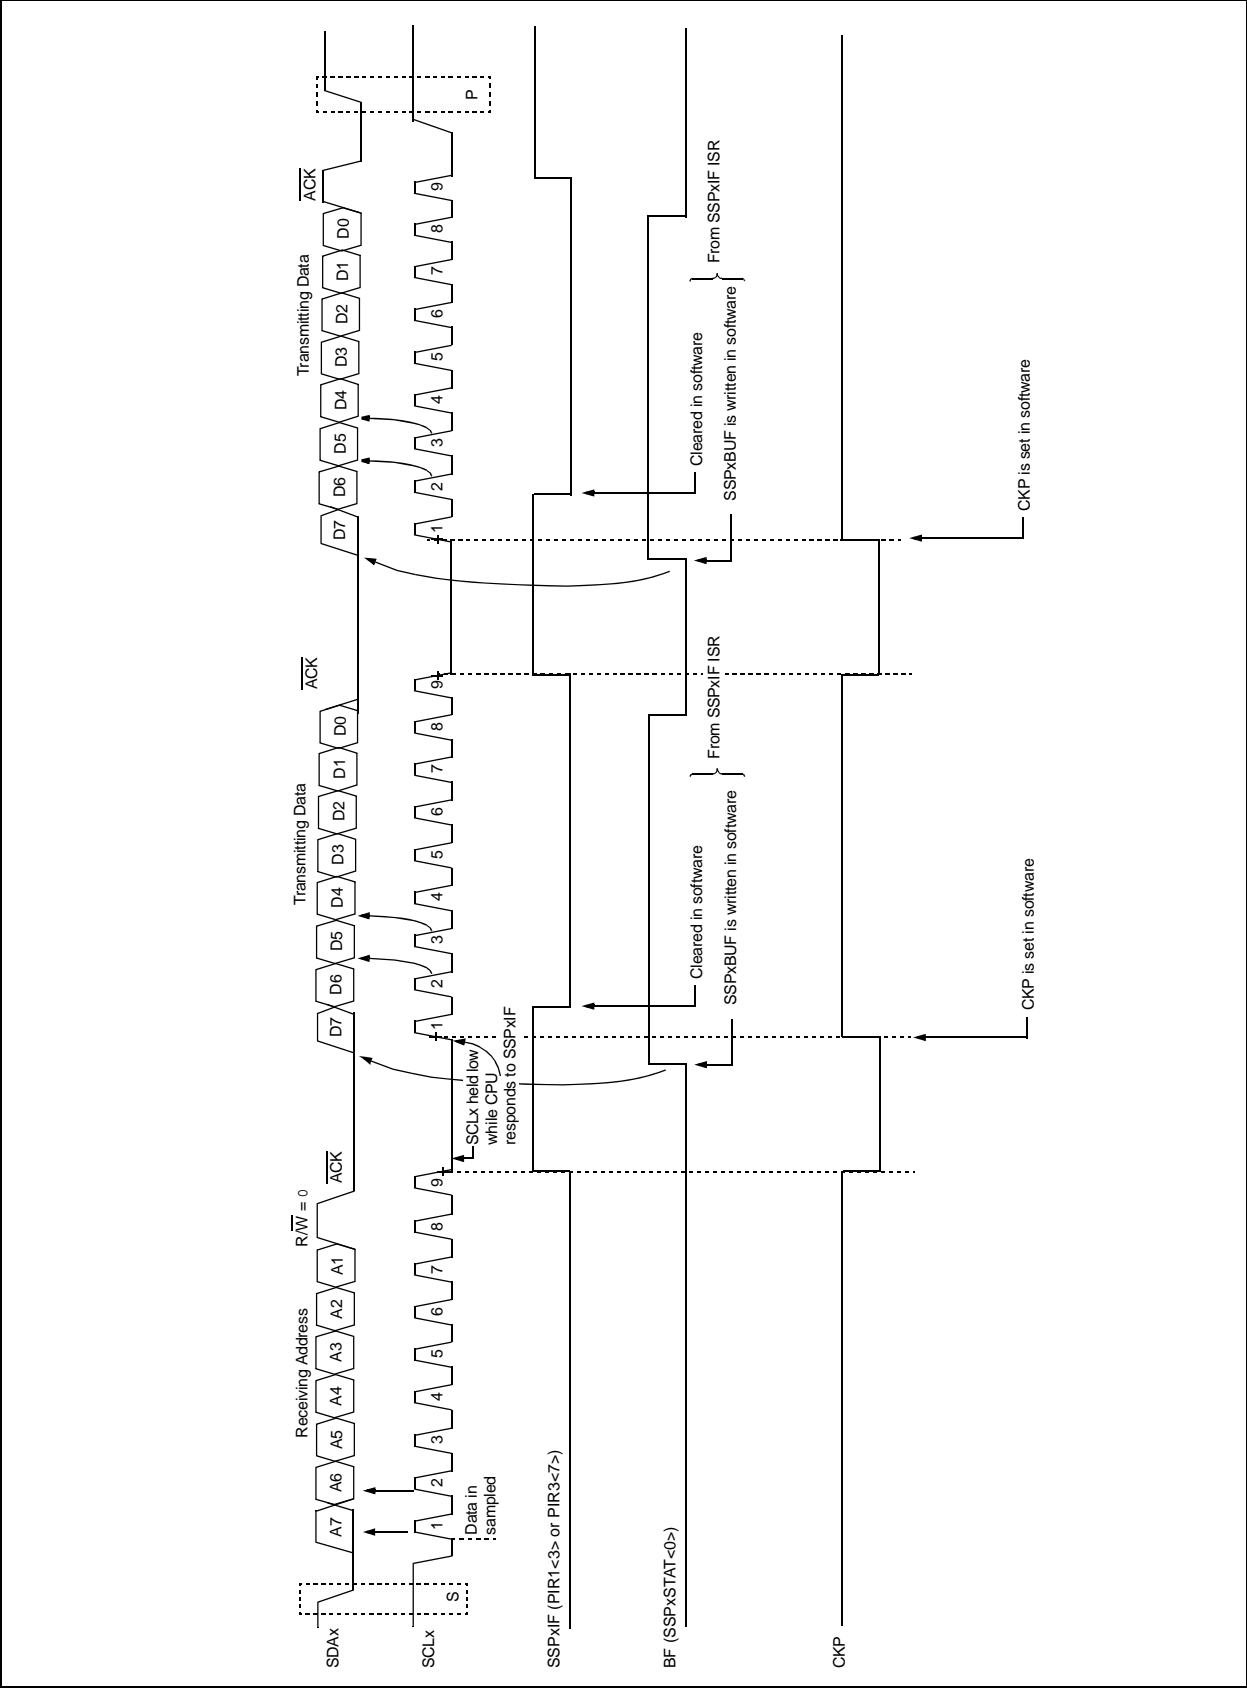 Receiving Address
R/W = 0
ACK
Transmitting Data
ACK
Transmitting Data
ACK
SDAx
A7 A6 A5 A4 A3 A2 A1
D7 D6 D5 D4 D3 D2 D1 D0
D7 D6 D5 D4 D3 D2 D1 D0
SCLx
1 2 3 4 5 6 7 8 9
1 2 3 4 5 6 7 8 9
1 2 3 4 5 6 7 8 9
S
Data in
sampled
SCLx held low
while CPU
responds to SSPxIF
P
SSPxIF (PIR1<3> or PIR3<7>)
BF (SSPxSTAT<0>)
Cleared in software
SSPxBUF is written in software
From SSPxIF ISR
Cleared in software
SSPxBUF is written in software
From SSPxIF ISR
CKP
CKP is set in software
CKP is set in software